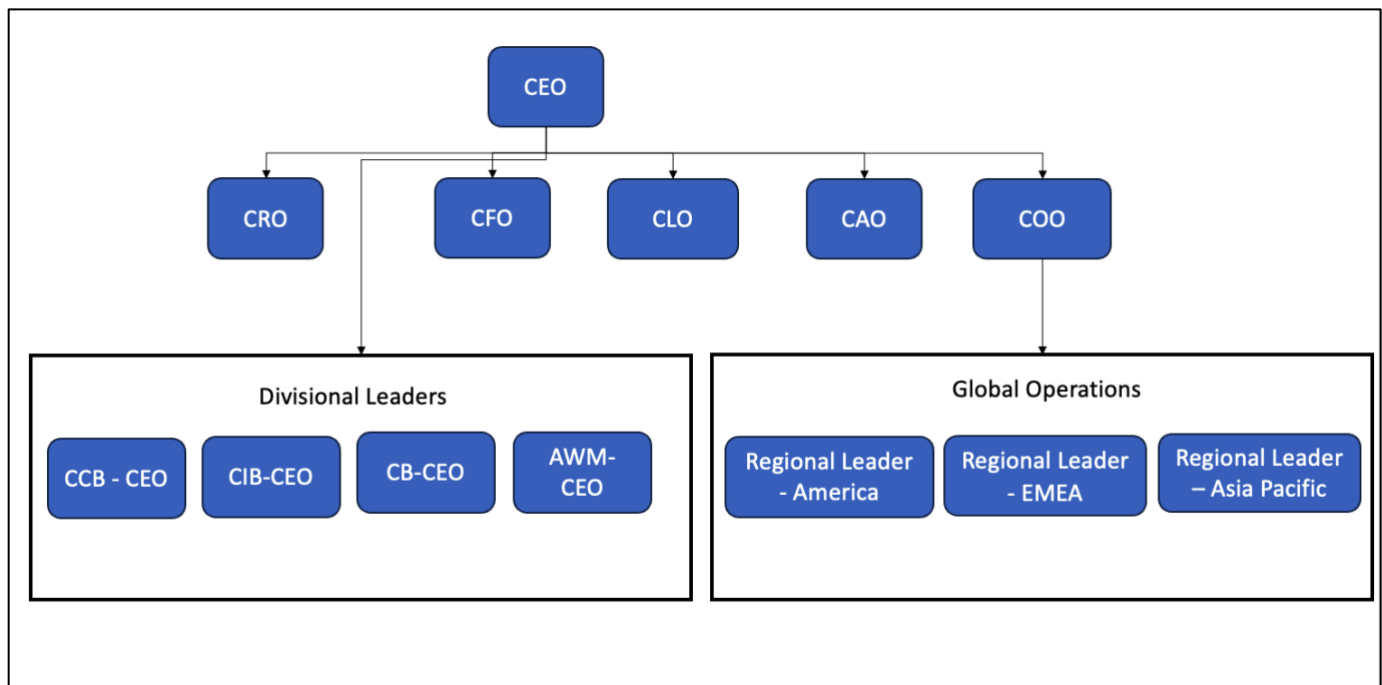 CEO
CRO
CFO
CLO
CAO
COO
Divisional Leaders
CCB - CEO
CIB-CEO
CB-CEO
AWM-
CEO
Global Operations
Regional Leader
- America
Regional Leader
- EMEA
Regional Leader
– Asia Pacific